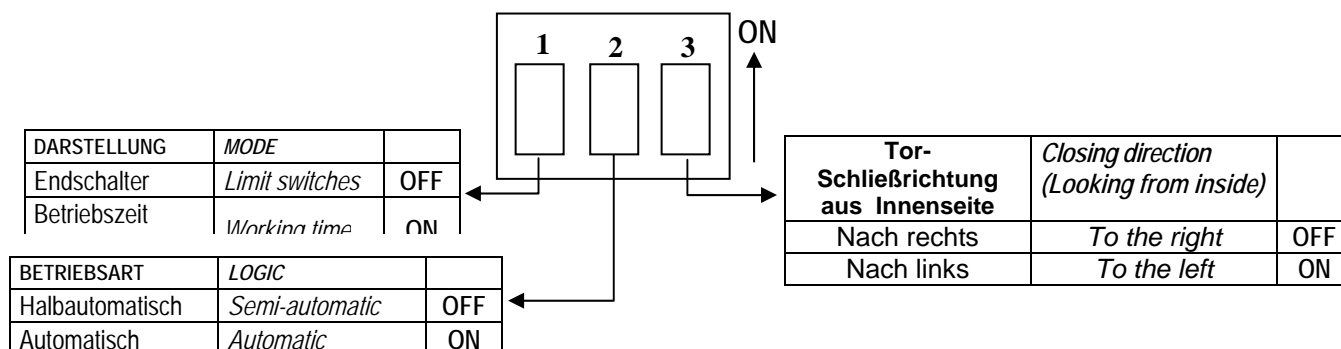 1 2 3 ON
DARSTELLUNG MODE
Endschalter Limit switches OFF
Betriebszeit
Working time ON
BETRIEBSART LOGIC
Halbautomatisch Semi-automatic OFF
Automatisch Automatic ON
Tor-
Schließrichtung
aus Innenseite
Closing direction
(Looking from inside)
Nach rechts To the right OFF
Nach links To the left ON